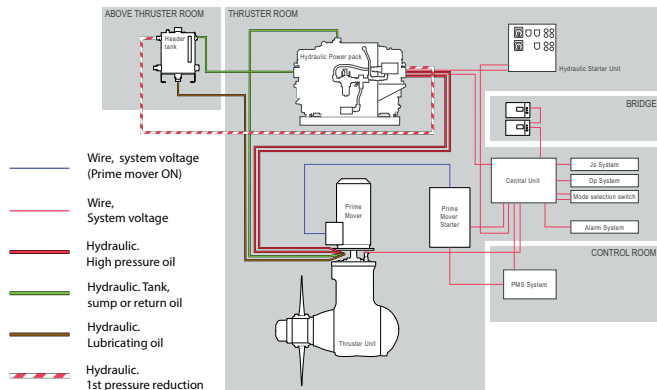 ABOVE THRUSTER ROOM
THRUSTER ROOM
Header
tank
Hydraulic Power pack
Hydraulic Starter Unit
BRIDGE
Wire, system voltage
(Prime mover ON)
Wire,
System voltage
Hydraulic.
High pressure oil
Hydraulic. Tank,
sump or return oil
Hydraulic.
Lubricating oil
Hydraulic.
1st pressure reduction
Prime
Mover
Prime
Mover
Starter
Central Unit
Js System
Dp System
Mode selection switch
Alarm System
CONTROL ROOM
PMS System
Thruster Unit